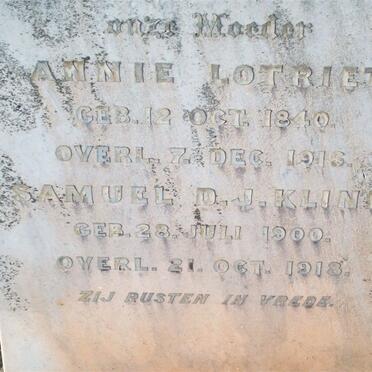 onze Moeder
ANNIE LOTRIET
GEB. 12 OCT. 1840.
OVERL. 7. DEC. 1918.
SAMUEL D. J. KLIN
GEB. 28. JULI 1900.
OVERL. 21. OCT. 1918.
ZIJ RUSTEN IN VREDE.